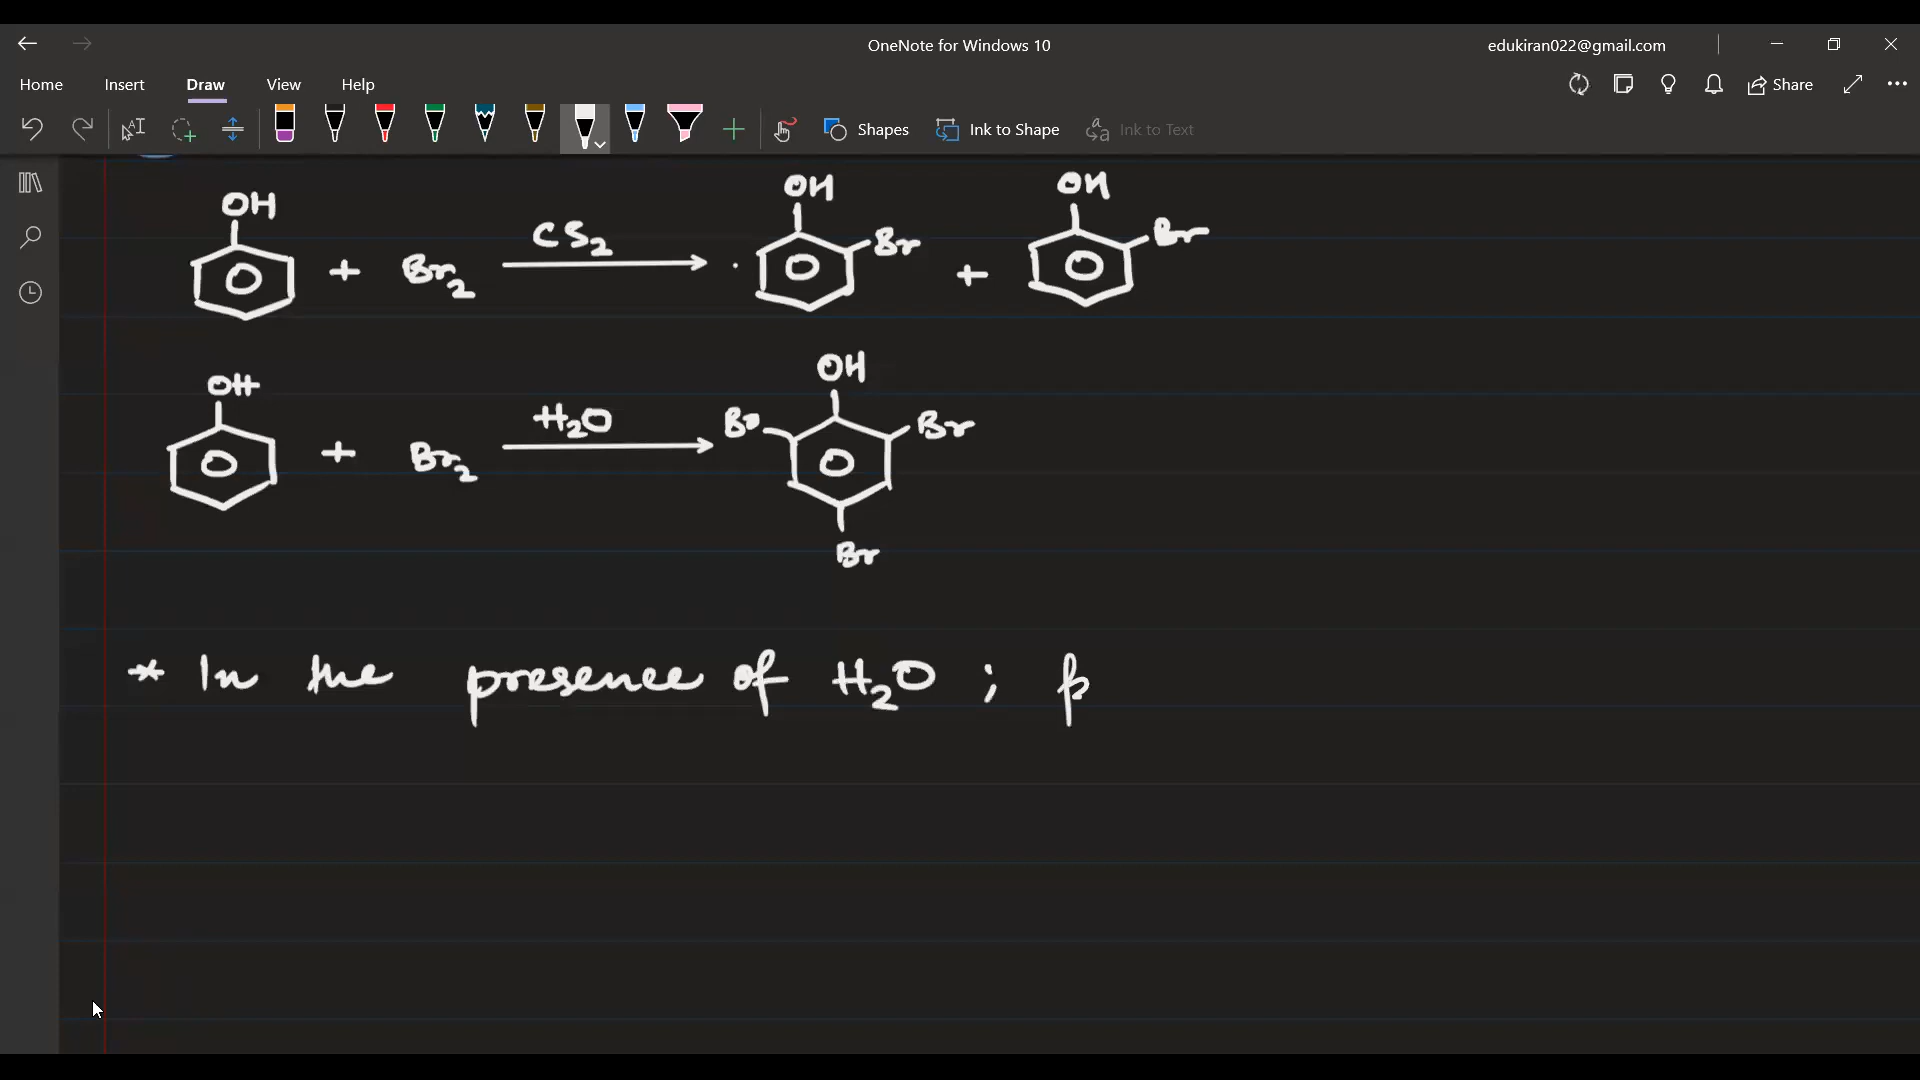 OneNote for Windows 10
edukiran022@gmail.com
Home Insert Draw View Help
Share
Shapes Ink to Shape Ink to Text
OH + Br2 CS2 → OH Br + OH Br
OH + Br2 H2O → OH Br Br Br
* In the presence of H2O ; p